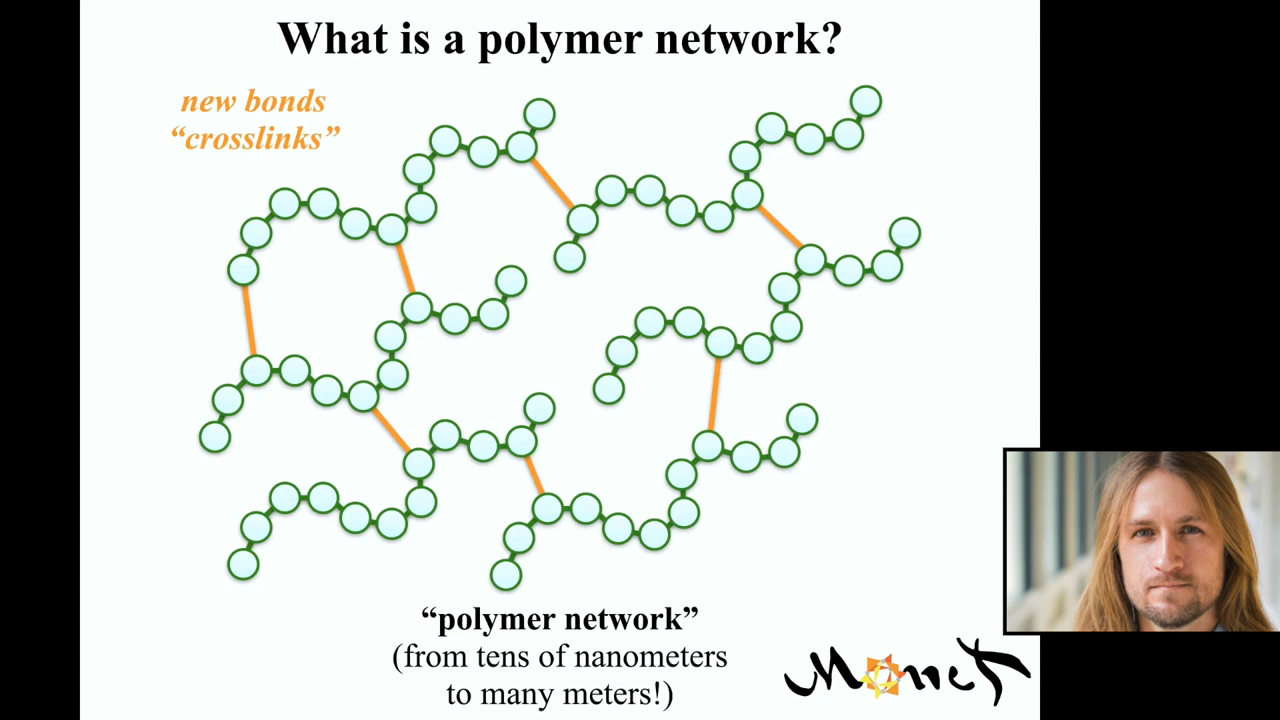 What is a polymer network?
new bonds
“crosslinks”
“polymer network”
(from tens of nanometers
to many meters!)
Monet